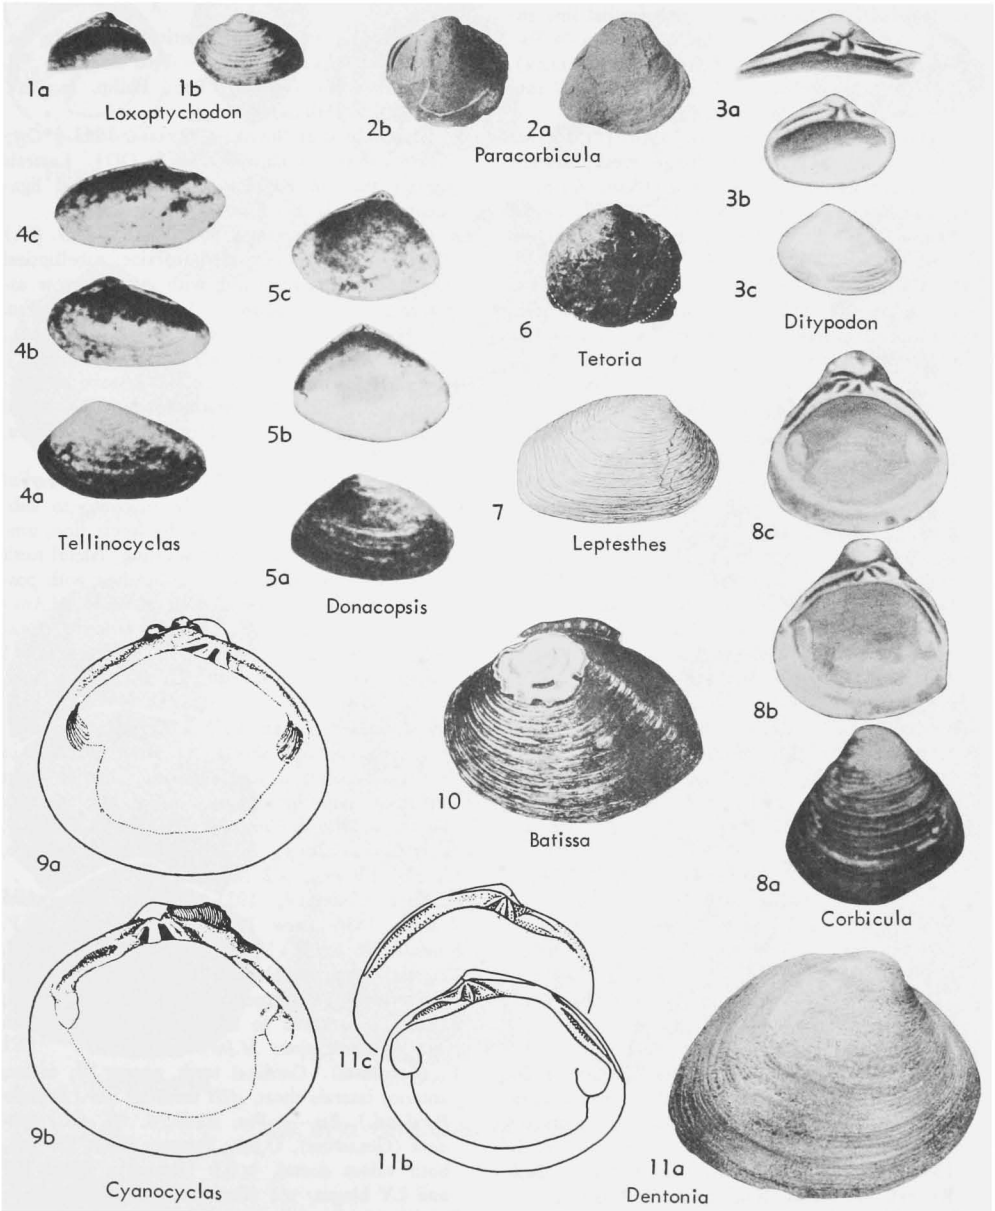 1a
1b
Loxoptychodon
2b
2a
Paracorbicula
3a
3b
3c
Ditypodon
4c
4b
4a
Tellinocyclas
5c
5b
5a
Donacopsis
6
Tetoria
7
Leptesthes
8c
8b
8a
Corbicula
9a
9b
Cyanocyclas
10
Batissa
11c
11b
11a
Dentonia